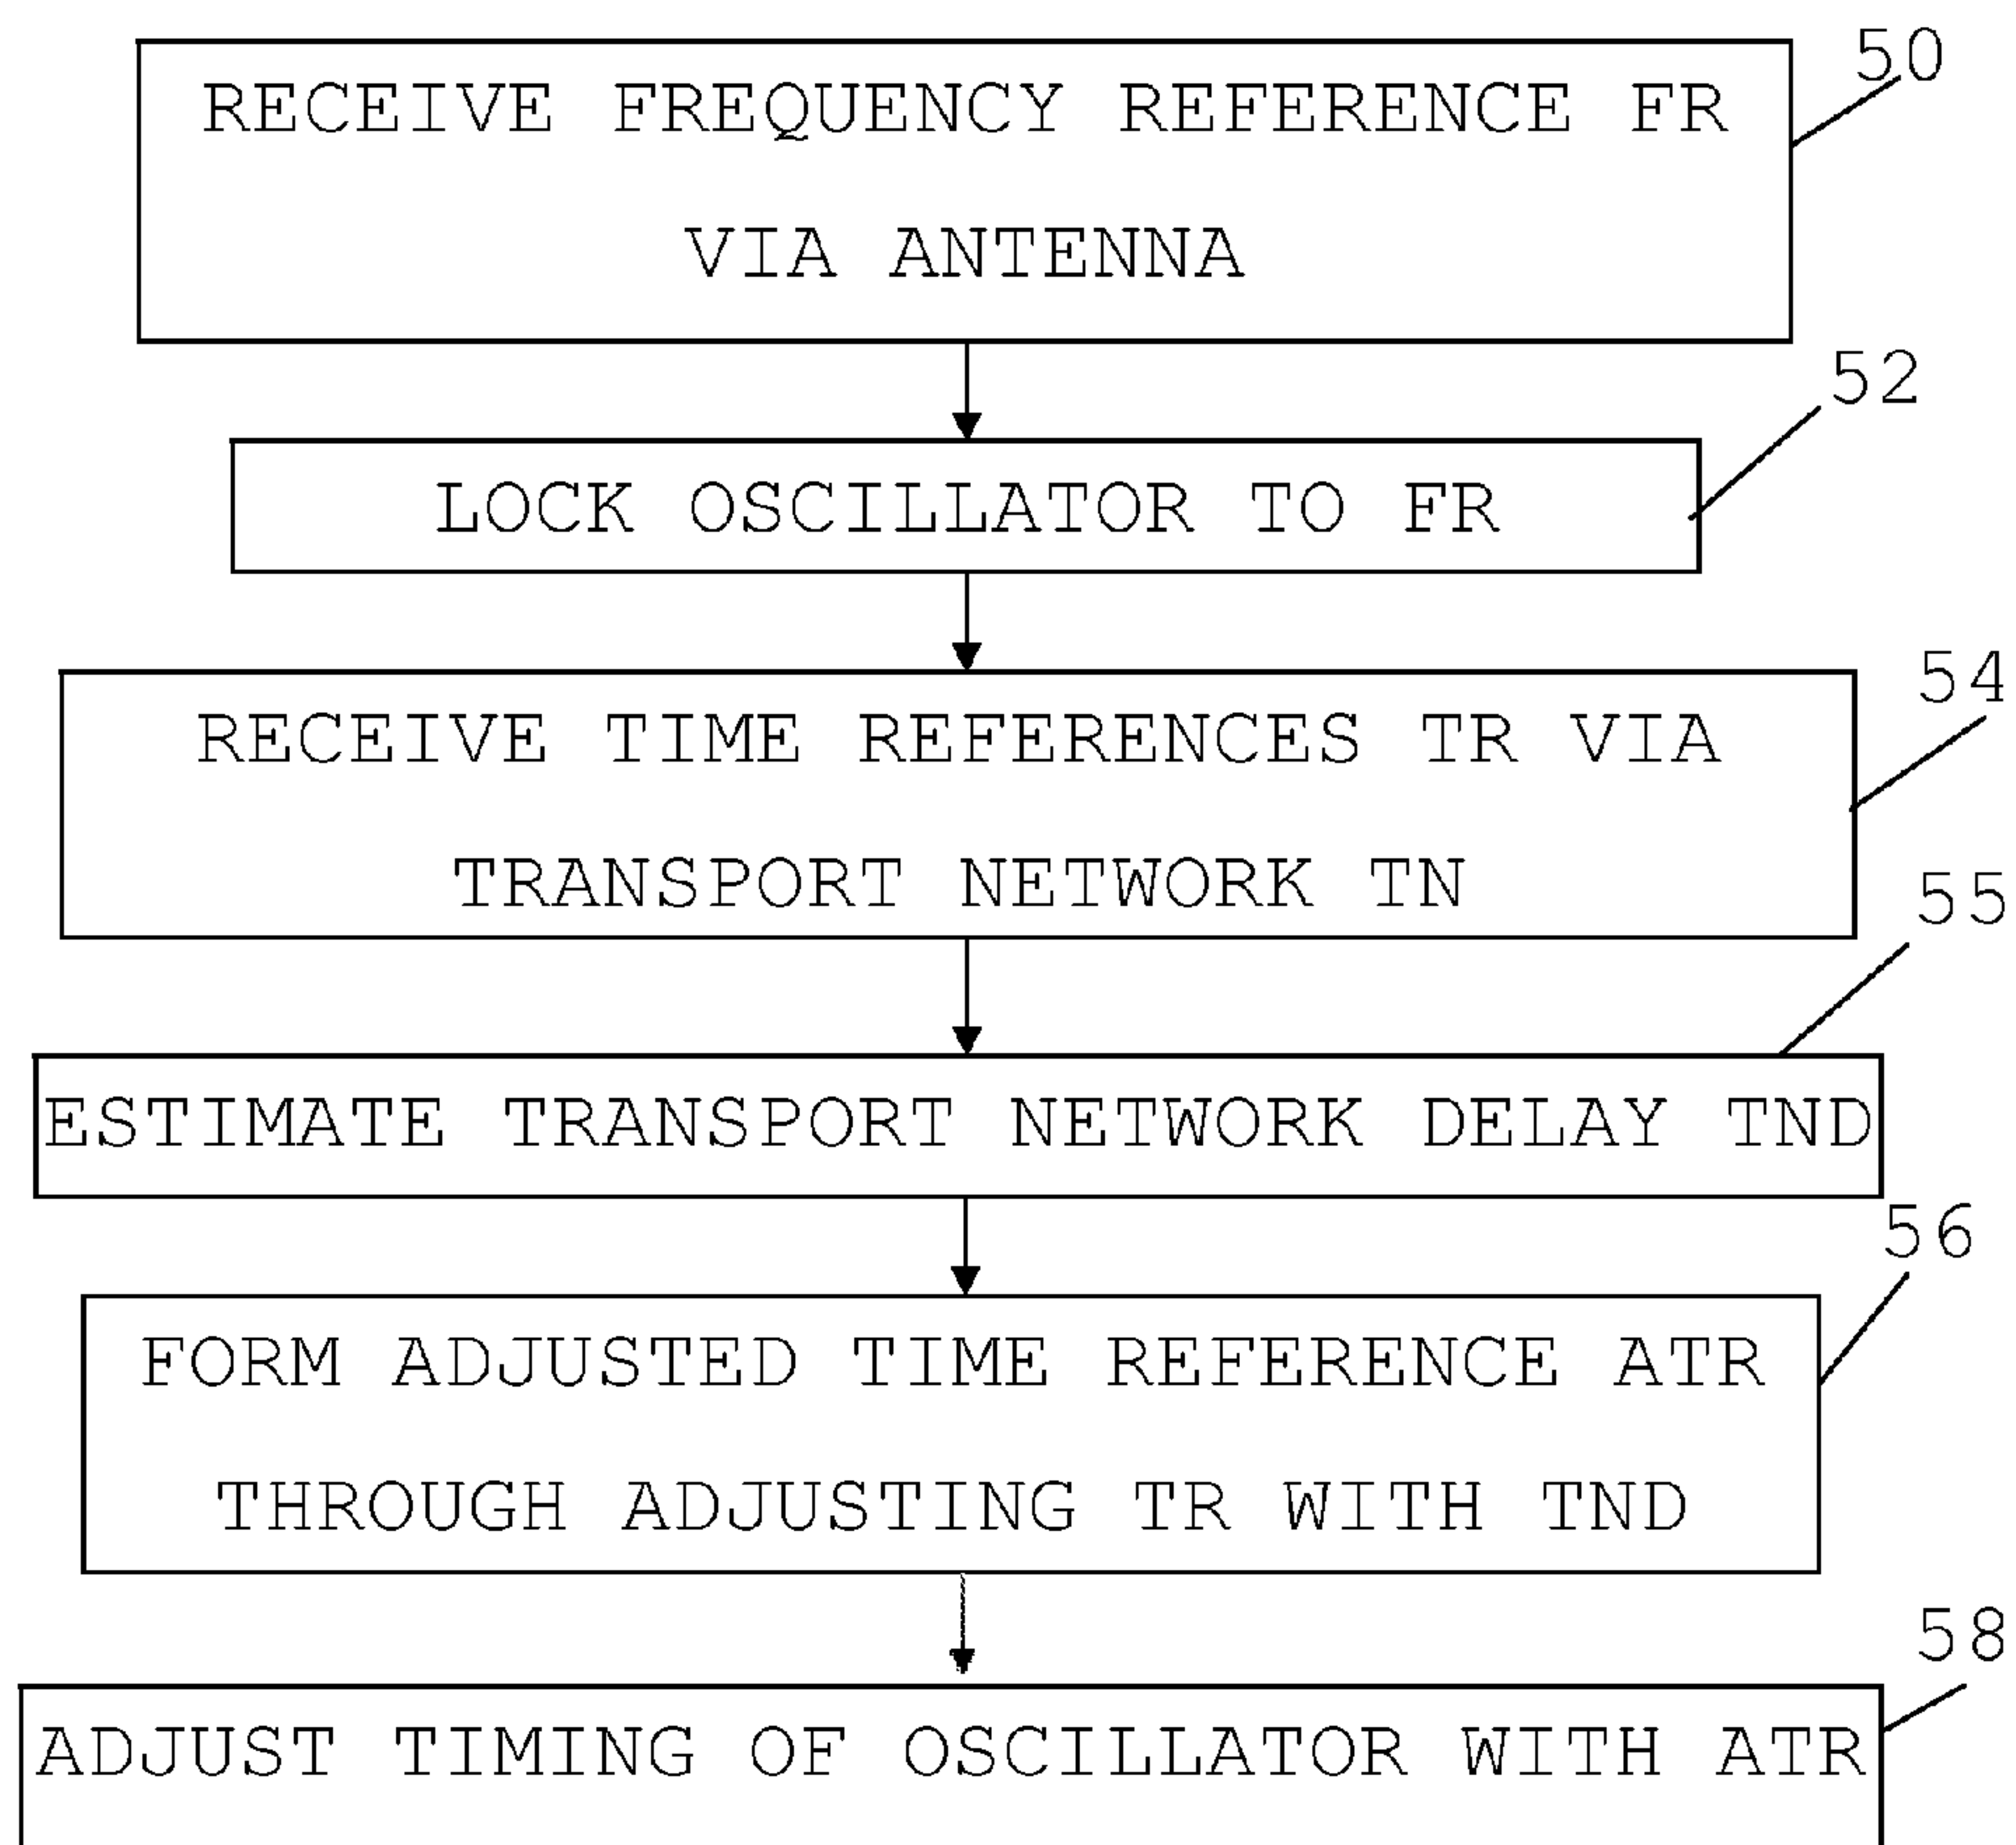 50
RECEIVE FREQUENCY REFERENCE FR
VIA ANTENNA
52
LOCK OSCILLATOR TO FR
54
RECEIVE TIME REFERENCES TR VIA
TRANSPORT NETWORK TN
55
ESTIMATE TRANSPORT NETWORK DELAY TND
56
FORM ADJUSTED TIME REFERENCE ATR
THROUGH ADJUSTING TR WITH TND
58
ADJUST TIMING OF OSCILLATOR WITH ATR